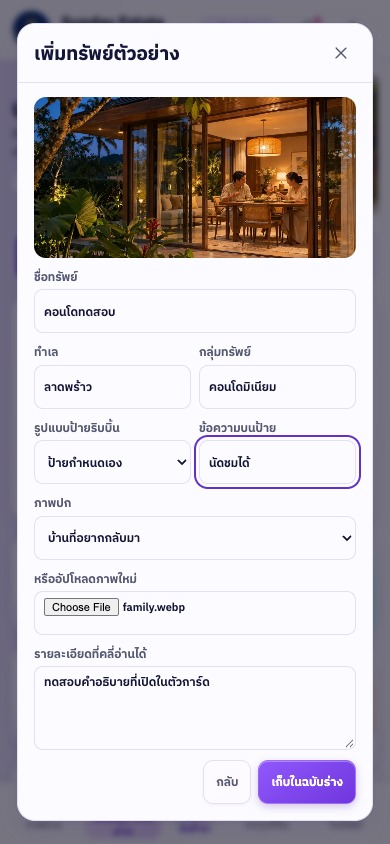 เพิ่มทรัพย์ตัวอย่าง
ชื่อทรัพย์
คอนโดทดสอบ
ทำเล
กลุ่มทรัพย์
ลาดพร้าว
คอนโดมิเนียม
รูปแบบป้ายริบบิ้น
ข้อความบนป้าย
ป้ายกำหนดเอง
นัดชมได้
ภาพปก
บ้านที่อยากกลับมา
หรืออัปโหลดภาพใหม่
Choose File family.webp
รายละเอียดที่คลี่อ่านได้
ทดสอบคำอธิบายที่เปิดในตัวการ์ด
กลับ
เก็บในฉบับร่าง